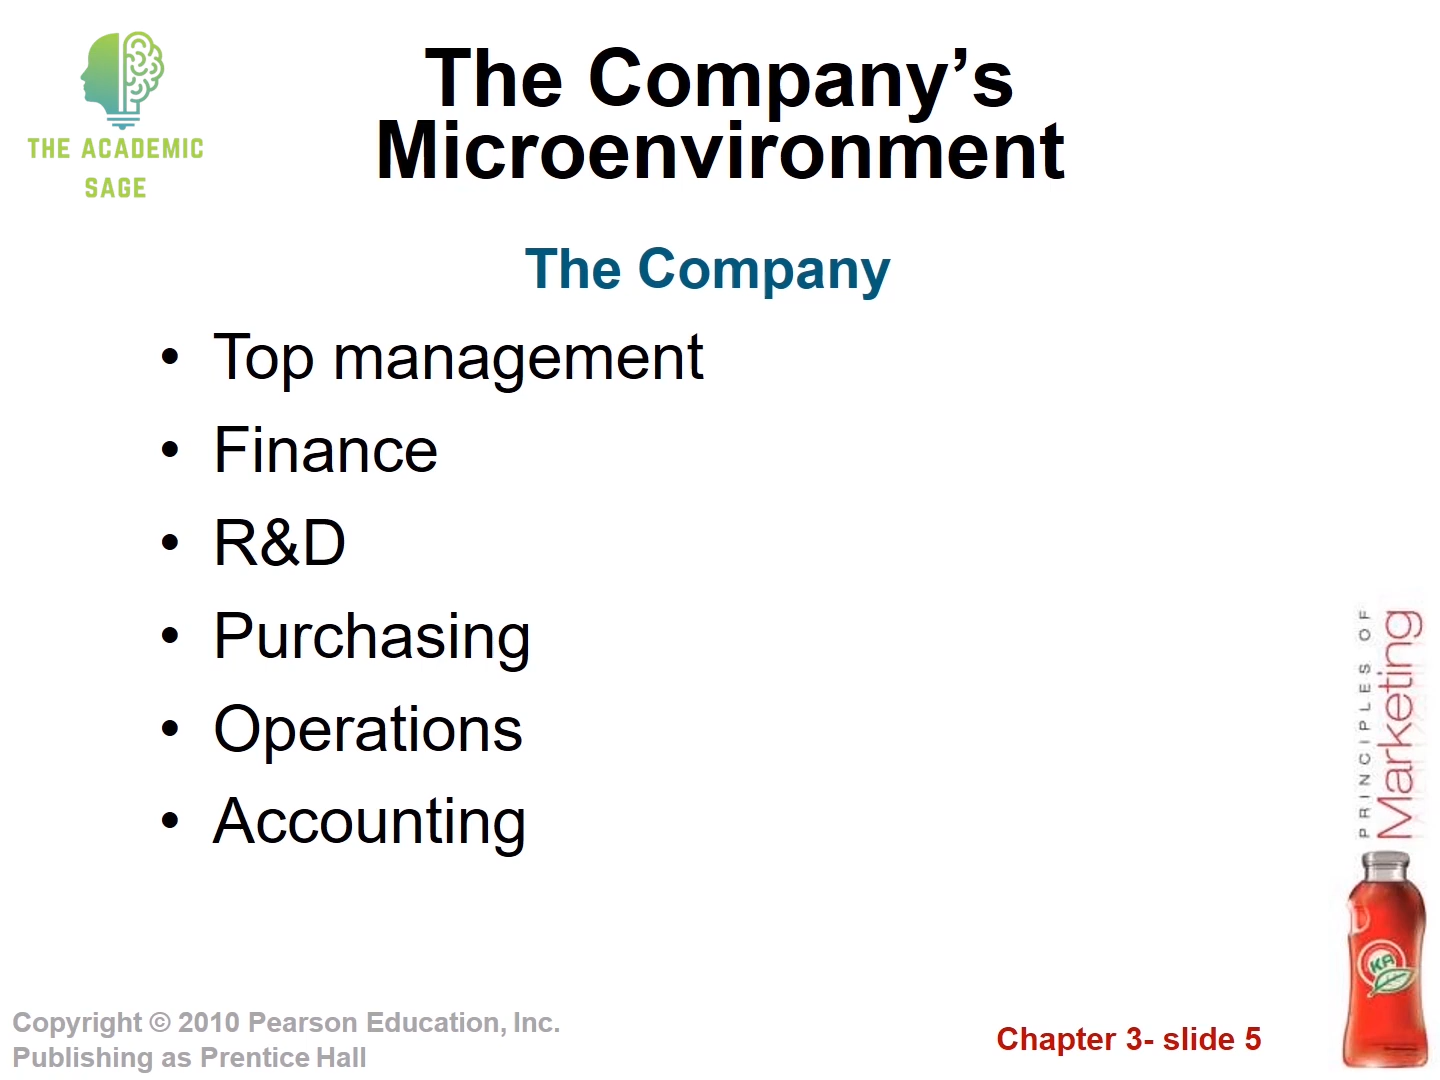 THE ACADEMIC
SAGE
The Company’s
Microenvironment
The Company
• Top management
• Finance
• R&D
• Purchasing
• Operations
• Accounting
PRINCIPLES OF
Marketing
KA
Copyright © 2010 Pearson Education, Inc.
Publishing as Prentice Hall
Chapter 3- slide 5